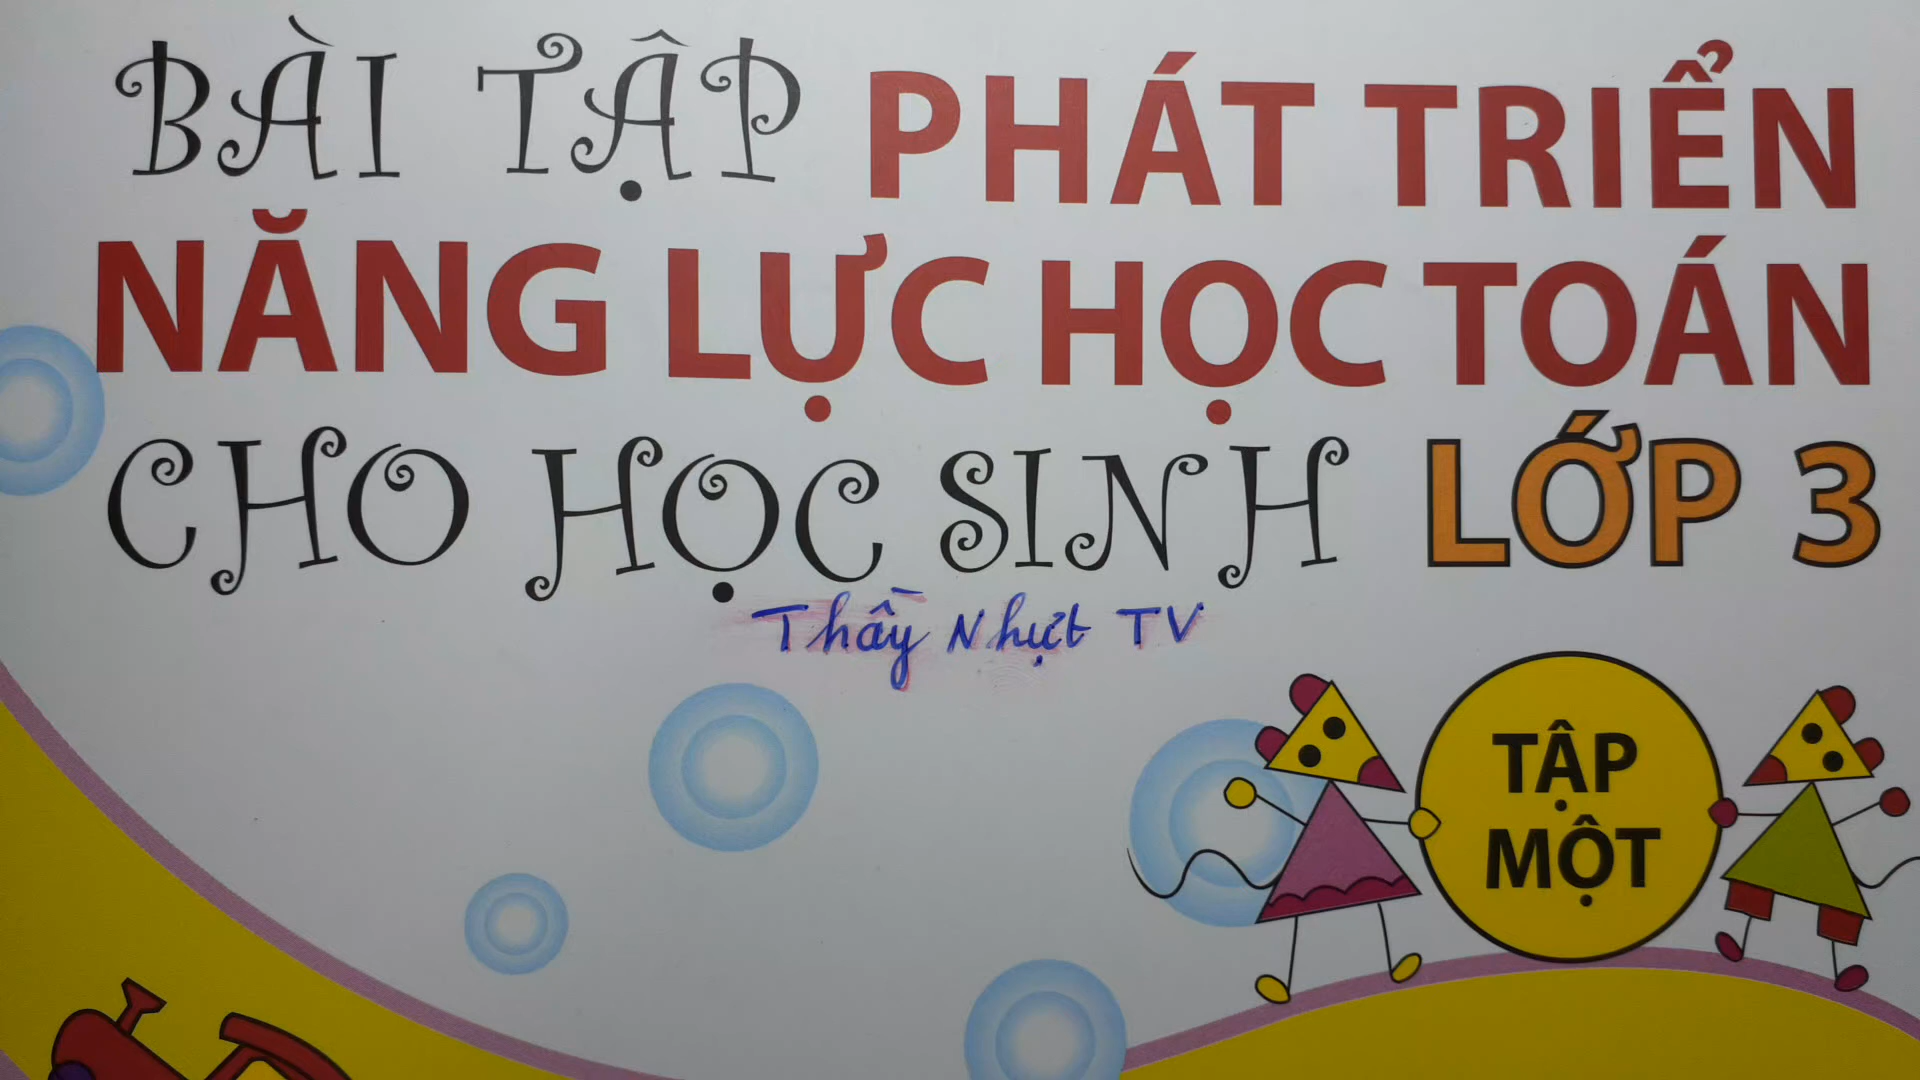 BÀI TẬP PHÁT TRIỂN
NĂNG LỰC HỌC TOÁN
CHO HỌC SINH LỚP 3
Thầy Nhựt TV
TẬP
MỘT